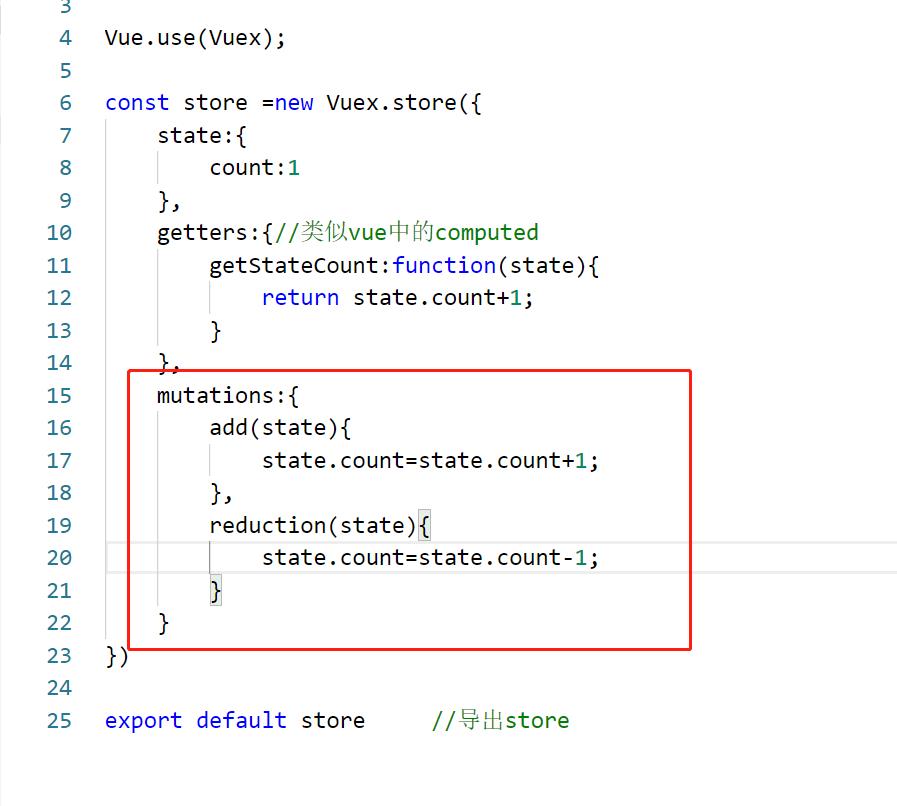 3
4 Vue.use(Vuex);
5
6 const store =new Vuex.store({
7 state:{
8 count:1
9 },
10 getters:{//类似vue中的computed
11 getStateCount:function(state){
12 return state.count+1;
13 }
14 },
15 mutations:{
16 add(state){
17 state.count=state.count+1;
18 },
19 reduction(state){
20 state.count=state.count-1;
21 }
22 }
23 })
24
25 export default store //导出store